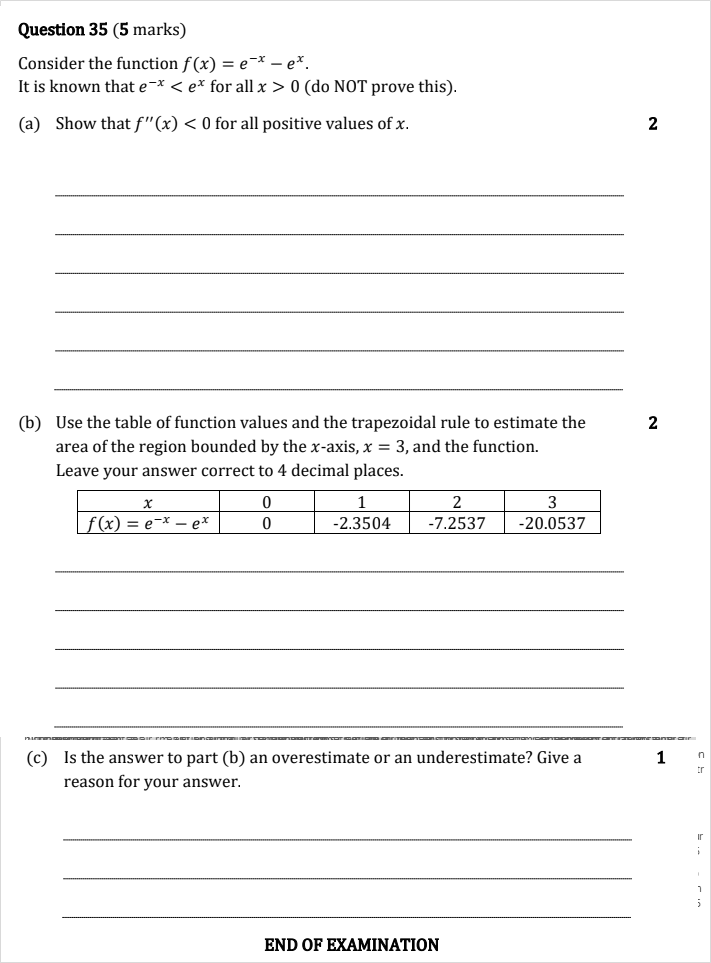 Question 35 (5 marks)
Consider the function f(x) = e⁻ˣ − eˣ.
It is known that e⁻ˣ < eˣ for all x > 0 (do NOT prove this).
(a) Show that f′′(x) < 0 for all positive values of x. 2
(b) Use the table of function values and the trapezoidal rule to estimate the 2
area of the region bounded by the x-axis, x = 3, and the function.
Leave your answer correct to 4 decimal places.
x 0 1 2 3
f(x) = e⁻ˣ − eˣ 0 -2.3504 -7.2537 -20.0537
(c) Is the answer to part (b) an overestimate or an underestimate? Give a 1
reason for your answer.
END OF EXAMINATION